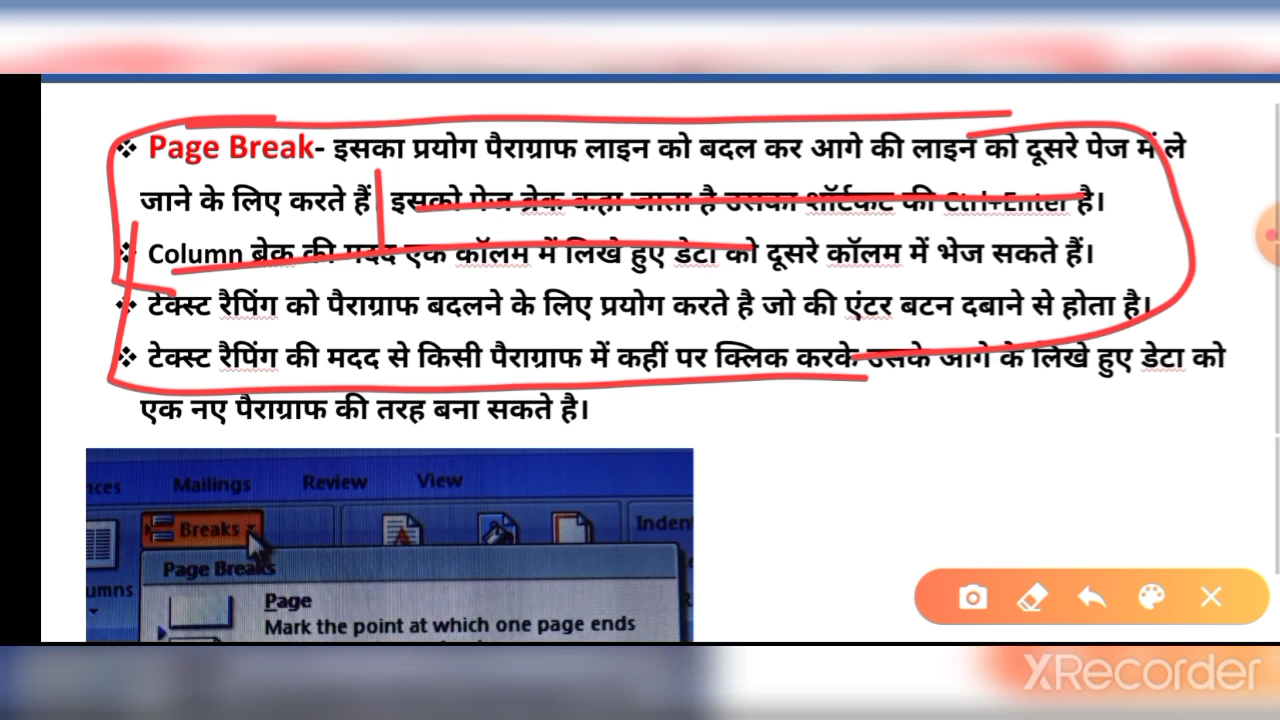 ❖ Page Break- इसका प्रयोग पैराग्राफ लाइन को बदल कर आगे की लाइन को दूसरे पेज में ले
जाने के लिए करते हैं इसको पेज ब्रेक कहा जाता है उसका शॉर्टकट की Ctrl+Enter है।
❖ Column ब्रेक की मदद एक कॉलम में लिखे हुए डेटा को दूसरे कॉलम में भेज सकते हैं।
❖ टेक्स्ट रैपिंग को पैराग्राफ बदलने के लिए प्रयोग करते है जो की एंटर बटन दबाने से होता है।
❖ टेक्स्ट रैपिंग की मदद से किसी पैराग्राफ में कहीं पर क्लिक करके उसके आगे के लिखे हुए डेटा को
एक नए पैराग्राफ की तरह बना सकते है।
Mailings Review View
Breaks Inden
Page Breaks
umns
Page
Mark the point at which one page ends
XRecorder